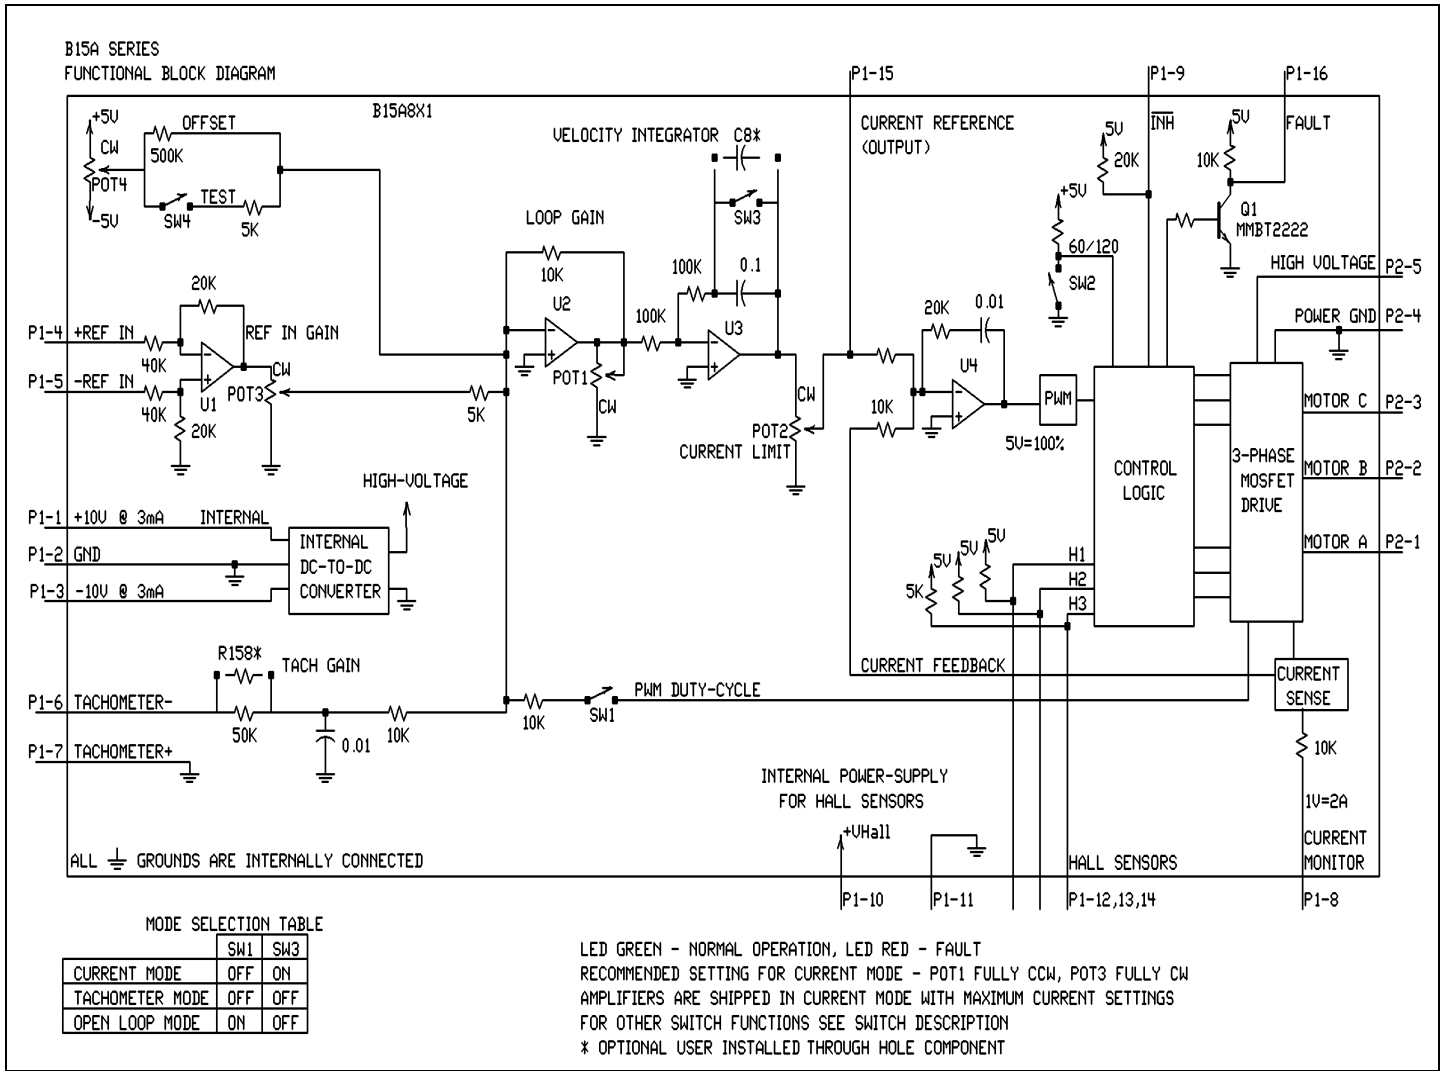 B15A SERIES
FUNCTIONAL BLOCK DIAGRAM
P1-15
P1-9
P1-16
B15A8X1
+5V
CW
POT4
-5V
OFFSET
500K
TEST
SW4
5K
VELOCITY INTEGRATOR
C8*
SW3
CURRENT REFERENCE
(OUTPUT)
5V
20K
INH
5V
10K
FAULT
Q1
MMBT2222
+5V
60/120
SW2
HIGH VOLTAGE
P2-5
POWER GND
P2-4
LOOP GAIN
10K
U2
100K
100K
0.1
U3
20K
0.01
U4
20K
P1-4
+REF IN
40K
REF IN GAIN
P1-5
-REF IN
40K
U1
20K
CW
POT3
5K
POT1
CW
CW
POT2
CURRENT LIMIT
10K
PWM
5V=100%
CONTROL
LOGIC
3-PHASE
MOSFET
DRIVE
MOTOR C
P2-3
MOTOR B
P2-2
MOTOR A
P2-1
HIGH-VOLTAGE
P1-1
+10V @ 3mA
INTERNAL
P1-2
GND
P1-3
-10V @ 3mA
INTERNAL
DC-TO-DC
CONVERTER
5V
5V
5V
5K
H1
H2
H3
R158*
TACH GAIN
P1-6
TACHOMETER-
50K
0.01
10K
P1-7
TACHOMETER+
10K
SW1
PWM DUTY-CYCLE
CURRENT FEEDBACK
CURRENT
SENSE
10K
1V=2A
CURRENT
MONITOR
INTERNAL POWER-SUPPLY
FOR HALL SENSORS
+VHall
HALL SENSORS
ALL
GROUNDS ARE INTERNALLY CONNECTED
P1-10
P1-11
P1-12,13,14
P1-8
MODE SELECTION TABLE
SW1 SW3
CURRENT MODE OFF ON
TACHOMETER MODE OFF OFF
OPEN LOOP MODE ON OFF
LED GREEN - NORMAL OPERATION, LED RED - FAULT
RECOMMENDED SETTING FOR CURRENT MODE - POT1 FULLY CCW, POT3 FULLY CW
AMPLIFIERS ARE SHIPPED IN CURRENT MODE WITH MAXIMUM CURRENT SETTINGS
FOR OTHER SWITCH FUNCTIONS SEE SWITCH DESCRIPTION
* OPTIONAL USER INSTALLED THROUGH HOLE COMPONENT